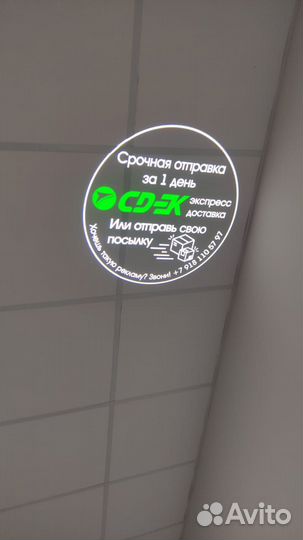 Срочная отправка
за 1 день
CDEK экспресс
доставка
Или отправь свою
посылку
Хочешь такую рекламу? Звони! +7 918 110 57 97
Avito